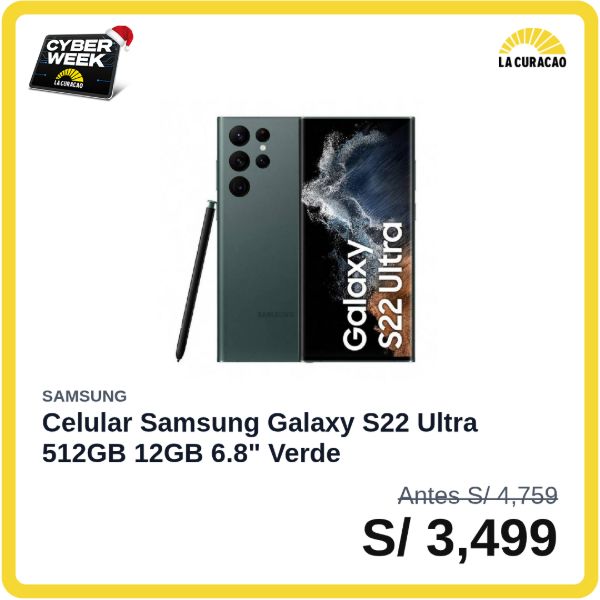 CYBER
WEEK
LA CURACAO
LA CURACAO
SAMSUNG
Galaxy
S22 Ultra
SAMSUNG
Celular Samsung Galaxy S22 Ultra
512GB 12GB 6.8" Verde
Antes S/ 4,759
S/ 3,499